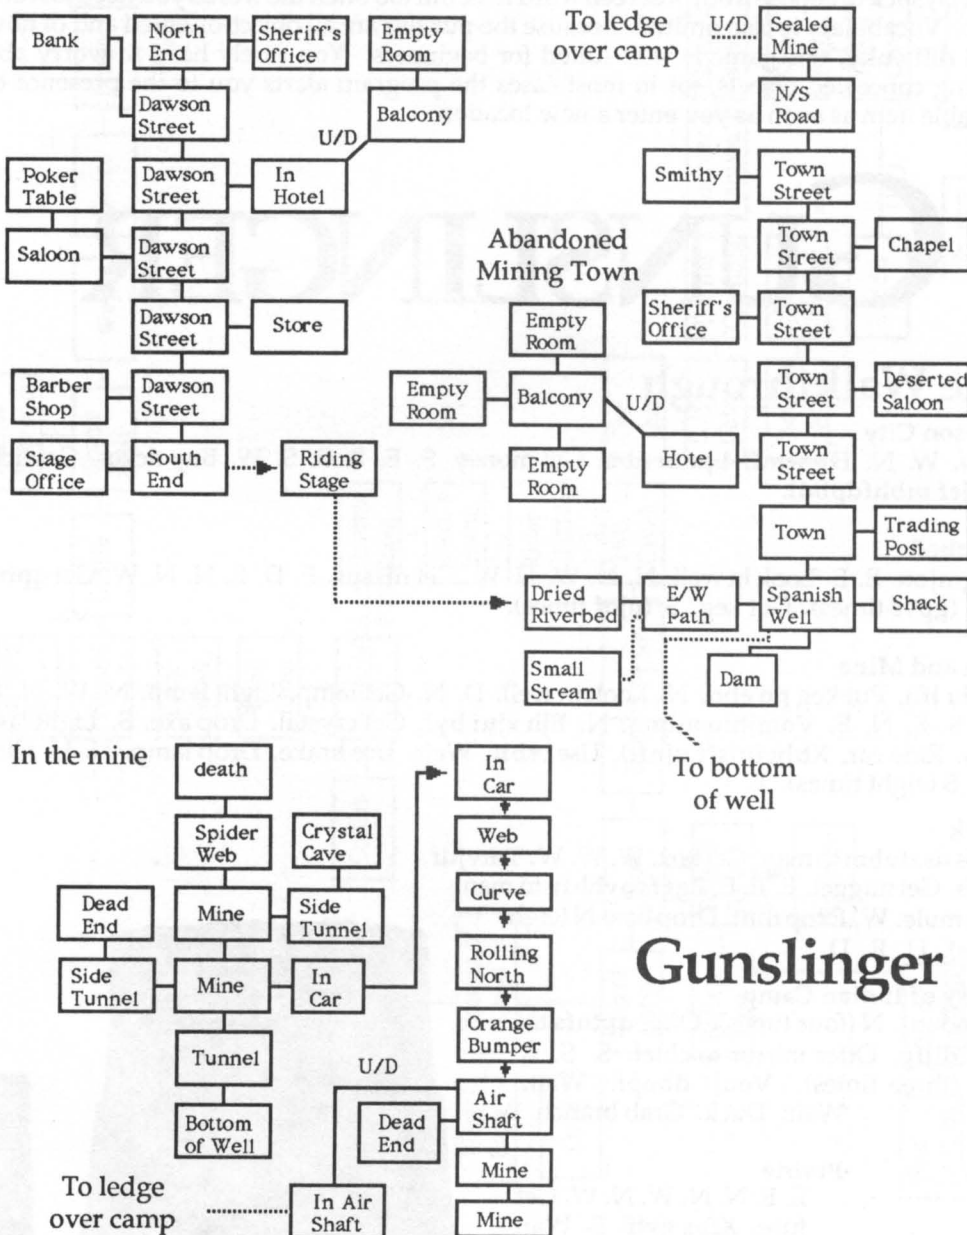 Bank
North
End
Sheriff's
Office
Empty
Room
Dawson
Street
Balcony
U/D
Poker
Table
Dawson
Street
In
Hotel
Saloon
Dawson
Street
Dawson
Street
Store
Barber
Shop
Dawson
Street
Stage
Office
South
End
Riding
Stage
To ledge
over camp
U/D
Sealed
Mine
N/S
Road
Smithy
Town
Street
Town
Street
Chapel
Abandoned
Mining Town
Sheriff's
Office
Town
Street
Empty
Room
Town
Street
Deserted
Saloon
Empty
Room
Balcony
U/D
Empty
Room
Hotel
Town
Street
Town
Trading
Post
Dried
Riverbed
E/W
Path
Spanish
Well
Shack
Small
Stream
Dam
To bottom
of well
In the mine
death
Spider
Web
Crystal
Cave
Dead
End
Mine
Side
Tunnel
Side
Tunnel
Mine
In
Car
Tunnel
Bottom
of Well
In
Car
Web
Curve
Rolling
North
Orange
Bumper
U/D
Dead
End
Air
Shaft
Mine
To ledge
over camp
In Air
Shaft
Mine
Gunslinger